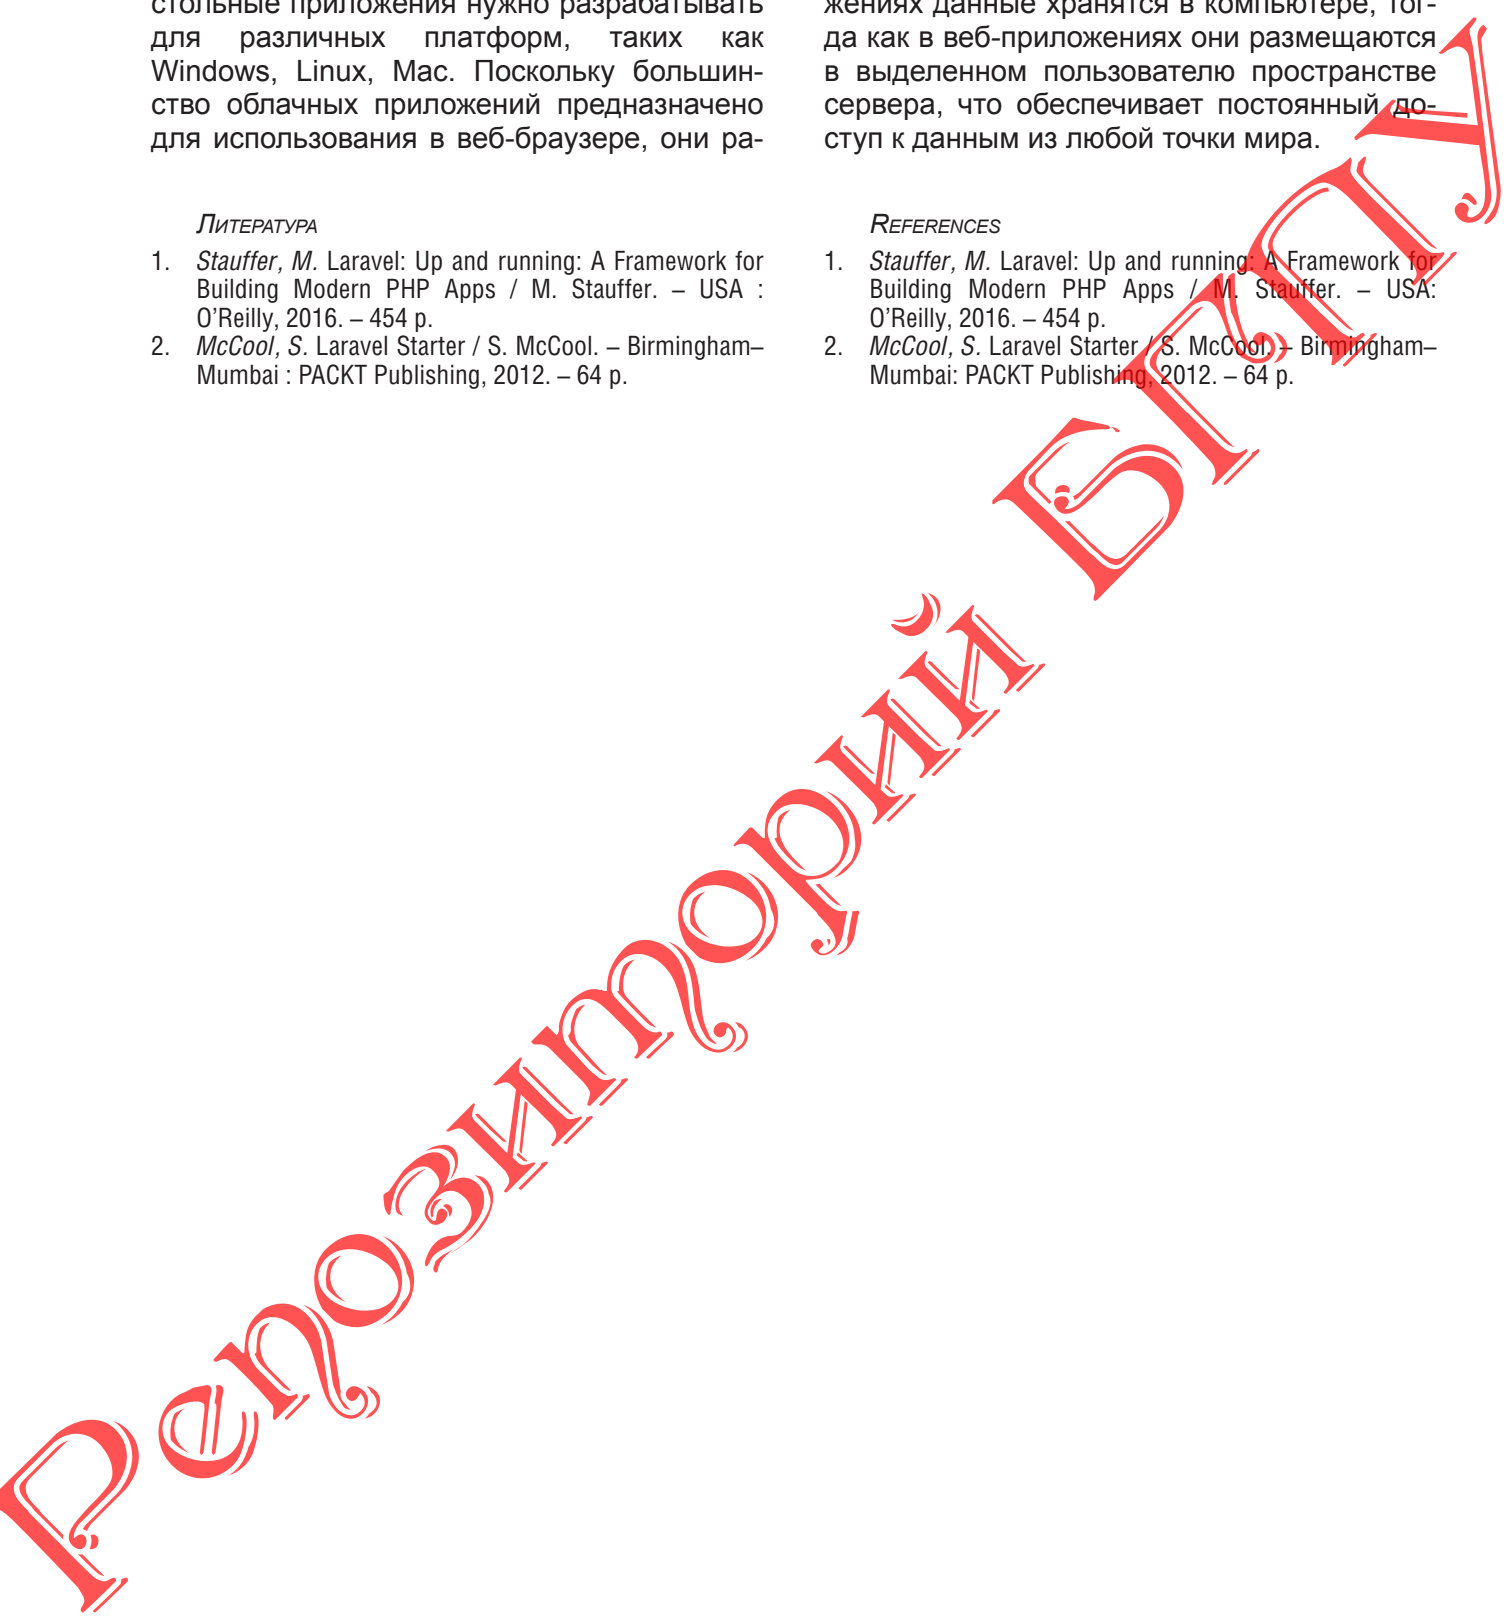 стольные приложения нужно разрабатывать
для различных платформ, таких как
Windows, Linux, Mac. Поскольку большин-
ство облачных приложений предназначено
для использования в веб-браузере, они ра-
жениях данные хранятся в компьютере, тог-
да как в веб-приложениях они размещаются
в выделенном пользователю пространстве
сервера, что обеспечивает постоянный до-
ступ к данным из любой точки мира.
Литература
1. Stauffer, M. Laravel: Up and running: A Framework for
Building Modern PHP Apps / M. Stauffer. – USA :
O’Reilly, 2016. – 454 p.
2. McCool, S. Laravel Starter / S. McCool. – Birmingham–
Mumbai : PACKT Publishing, 2012. – 64 p.
References
1. Stauffer, M. Laravel: Up and running: A Framework for
Building Modern PHP Apps / M. Stauffer. – USA:
O’Reilly, 2016. – 454 p.
2. McCool, S. Laravel Starter / S. McCool. – Birmingham–
Mumbai: PACKT Publishing, 2012. – 64 p.
Репозиторий БГПУ